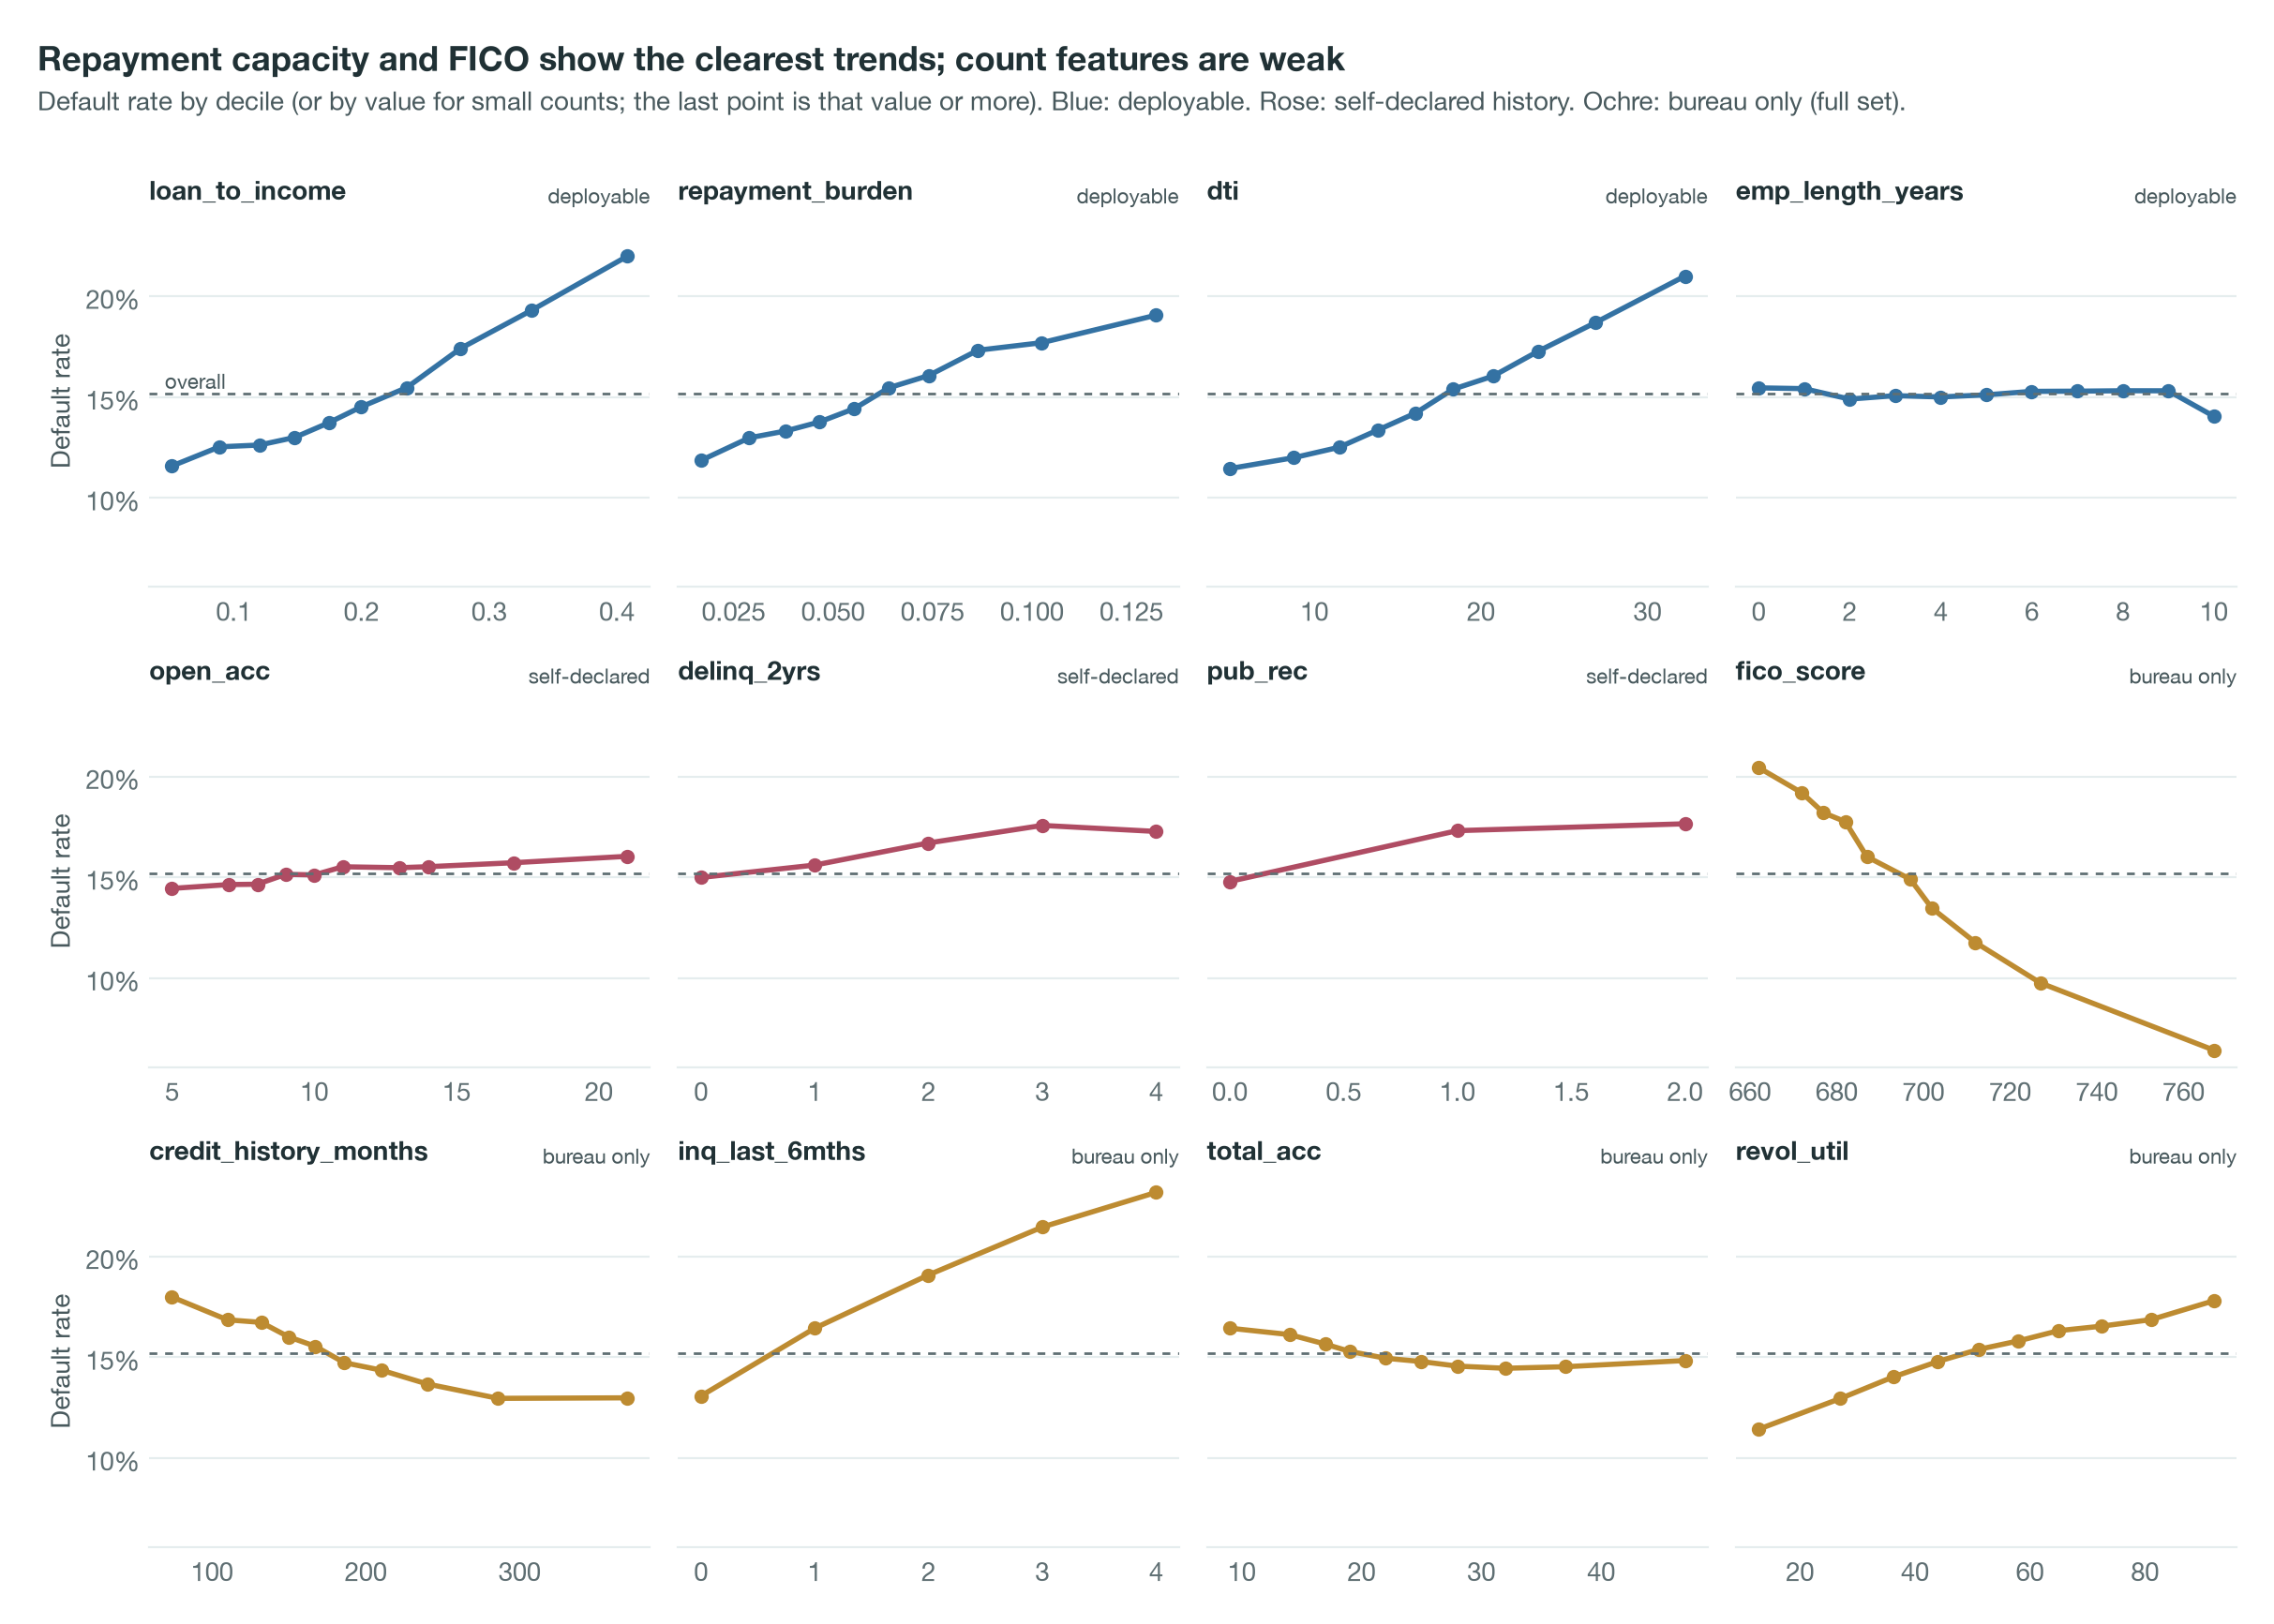 Repayment capacity and FICO show the clearest trends; count features are weak
Default rate by decile (or by value for small counts; the last point is that value or more). Blue: deployable. Rose: self-declared history. Ochre: bureau only (full set).
loan_to_income deployable repayment_burden deployable dti deployable emp_length_years deployable
20%
overall
15%
10%
Default rate
0.1 0.2 0.3 0.4 0.025 0.050 0.075 0.100 0.125 10 20 30 0 2 4 6 8 10
open_acc self-declared delinq_2yrs self-declared pub_rec self-declared fico_score bureau only
20%
15%
10%
Default rate
5 10 15 20 0 1 2 3 4 0.0 0.5 1.0 1.5 2.0 660 680 700 720 740 760
credit_history_months bureau only inq_last_6mths bureau only total_acc bureau only revol_util bureau only
20%
15%
10%
Default rate
100 200 300 0 1 2 3 4 10 20 30 40 20 40 60 80